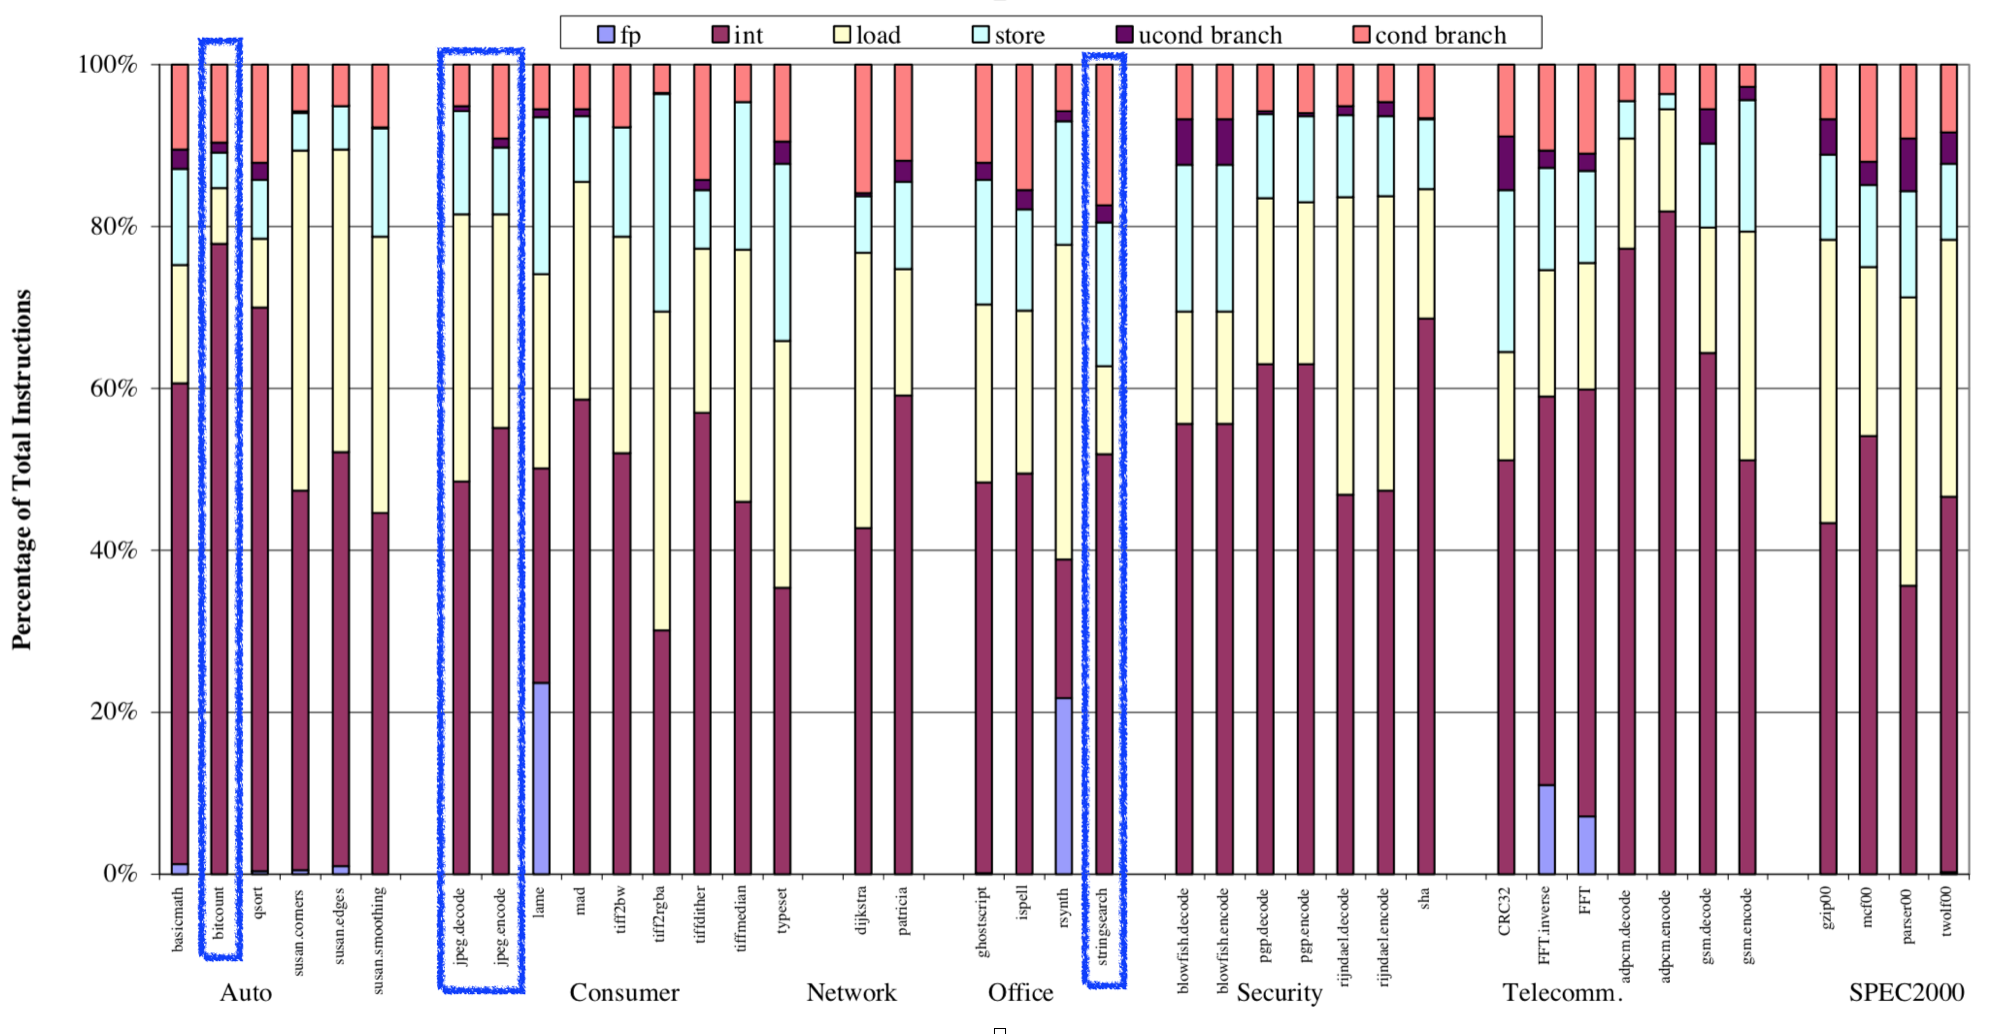 fp int load store ucond branch cond branch
100%
80%
60%
40%
20%
0%
Percentage of Total Instructions
basicmath
bitcount
qsort
susan.corners
susan.edges
susan.smoothing
jpeg.decode
jpeg.encode
lame
mad
tiff2bw
tiff2rgba
tiffdither
tiffmedian
typeset
dijkstra
patricia
ghostscript
ispell
rsynth
stringsearch
blowfish.decode
blowfish.encode
pgp.decode
pgp.encode
rijndael.decode
rijndael.encode
sha
CRC32
FFT.inverse
FFT
adpcm.decode
adpcm.encode
gsm.decode
gsm.encode
gzip00
mcf00
parser00
twolf00
Auto Consumer Network Office Security Telecomm. SPEC2000